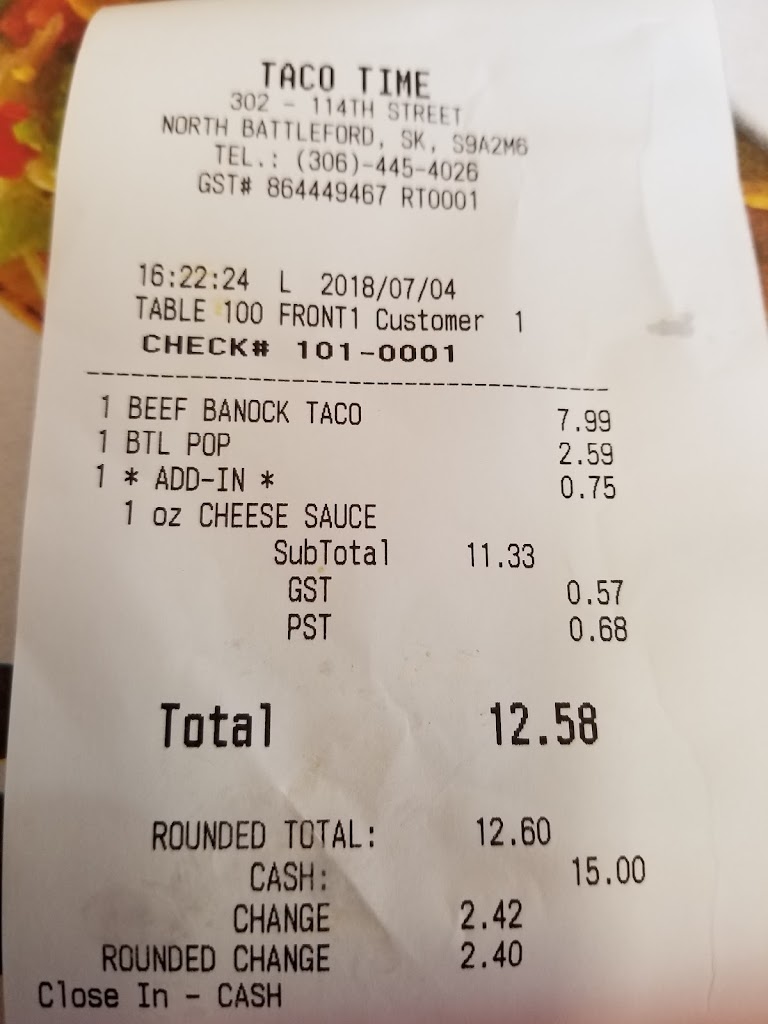 TACO TIME
302 - 114TH STREET
NORTH BATTLEFORD, SK, S9A2M6
TEL.: (306)-445-4026
GST# 864449467 RT0001
16:22:24 L 2018/07/04
TABLE 100 FRONT1 Customer 1
CHECK# 101-0001
1 BEEF BANOCK TACO 7.99
1 BTL POP 2.59
1 * ADD-IN * 0.75
1 oz CHEESE SAUCE
SubTotal 11.33
GST 0.57
PST 0.68
Total 12.58
ROUNDED TOTAL: 12.60
CASH: 15.00
CHANGE 2.42
ROUNDED CHANGE 2.40
Close In - CASH